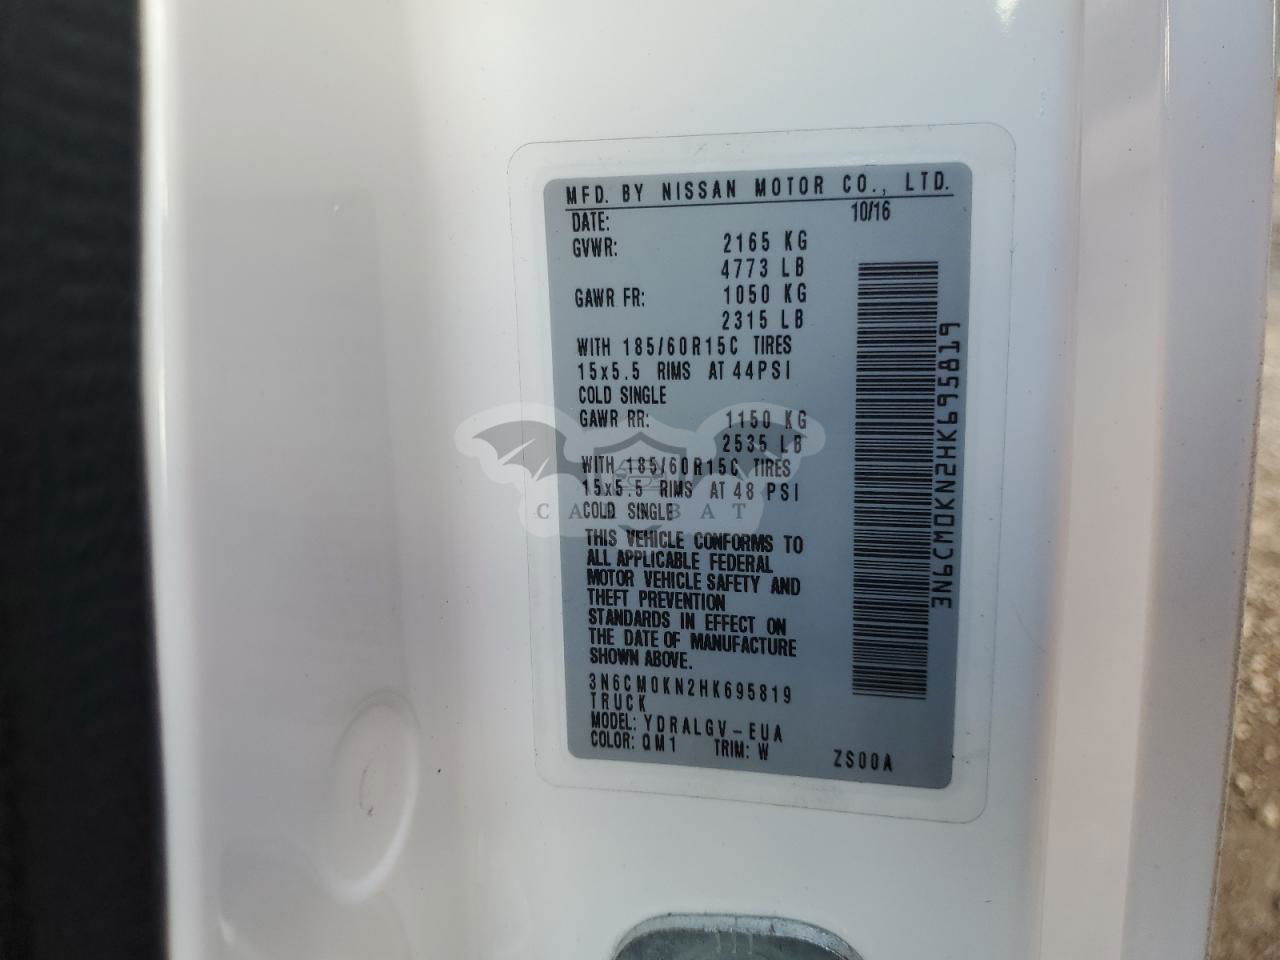 MFD. BY NISSAN MOTOR CO., LTD.
DATE: 10/16
GVWR: 2165 KG
4773 LB
GAWR FR: 1050 KG
2315 LB
WITH 185/60R15C TIRES
15x5.5 RIMS AT 44PSI
COLD SINGLE
GAWR RR: 1150 KG
2535 LB
WITH 185/60R15C TIRES
15x5.5 RIMS AT 48 PSI
COLD SINGLE
THIS VEHICLE CONFORMS TO
ALL APPLICABLE FEDERAL
MOTOR VEHICLE SAFETY AND
THEFT PREVENTION
STANDARDS IN EFFECT ON
THE DATE OF MANUFACTURE
SHOWN ABOVE.
3N6CM0KN2HK695819
TRUCK
MODEL: YDRALGV-EUA
COLOR: QM1 TRIM: W ZS00A
3N6CM0KN2HK695819